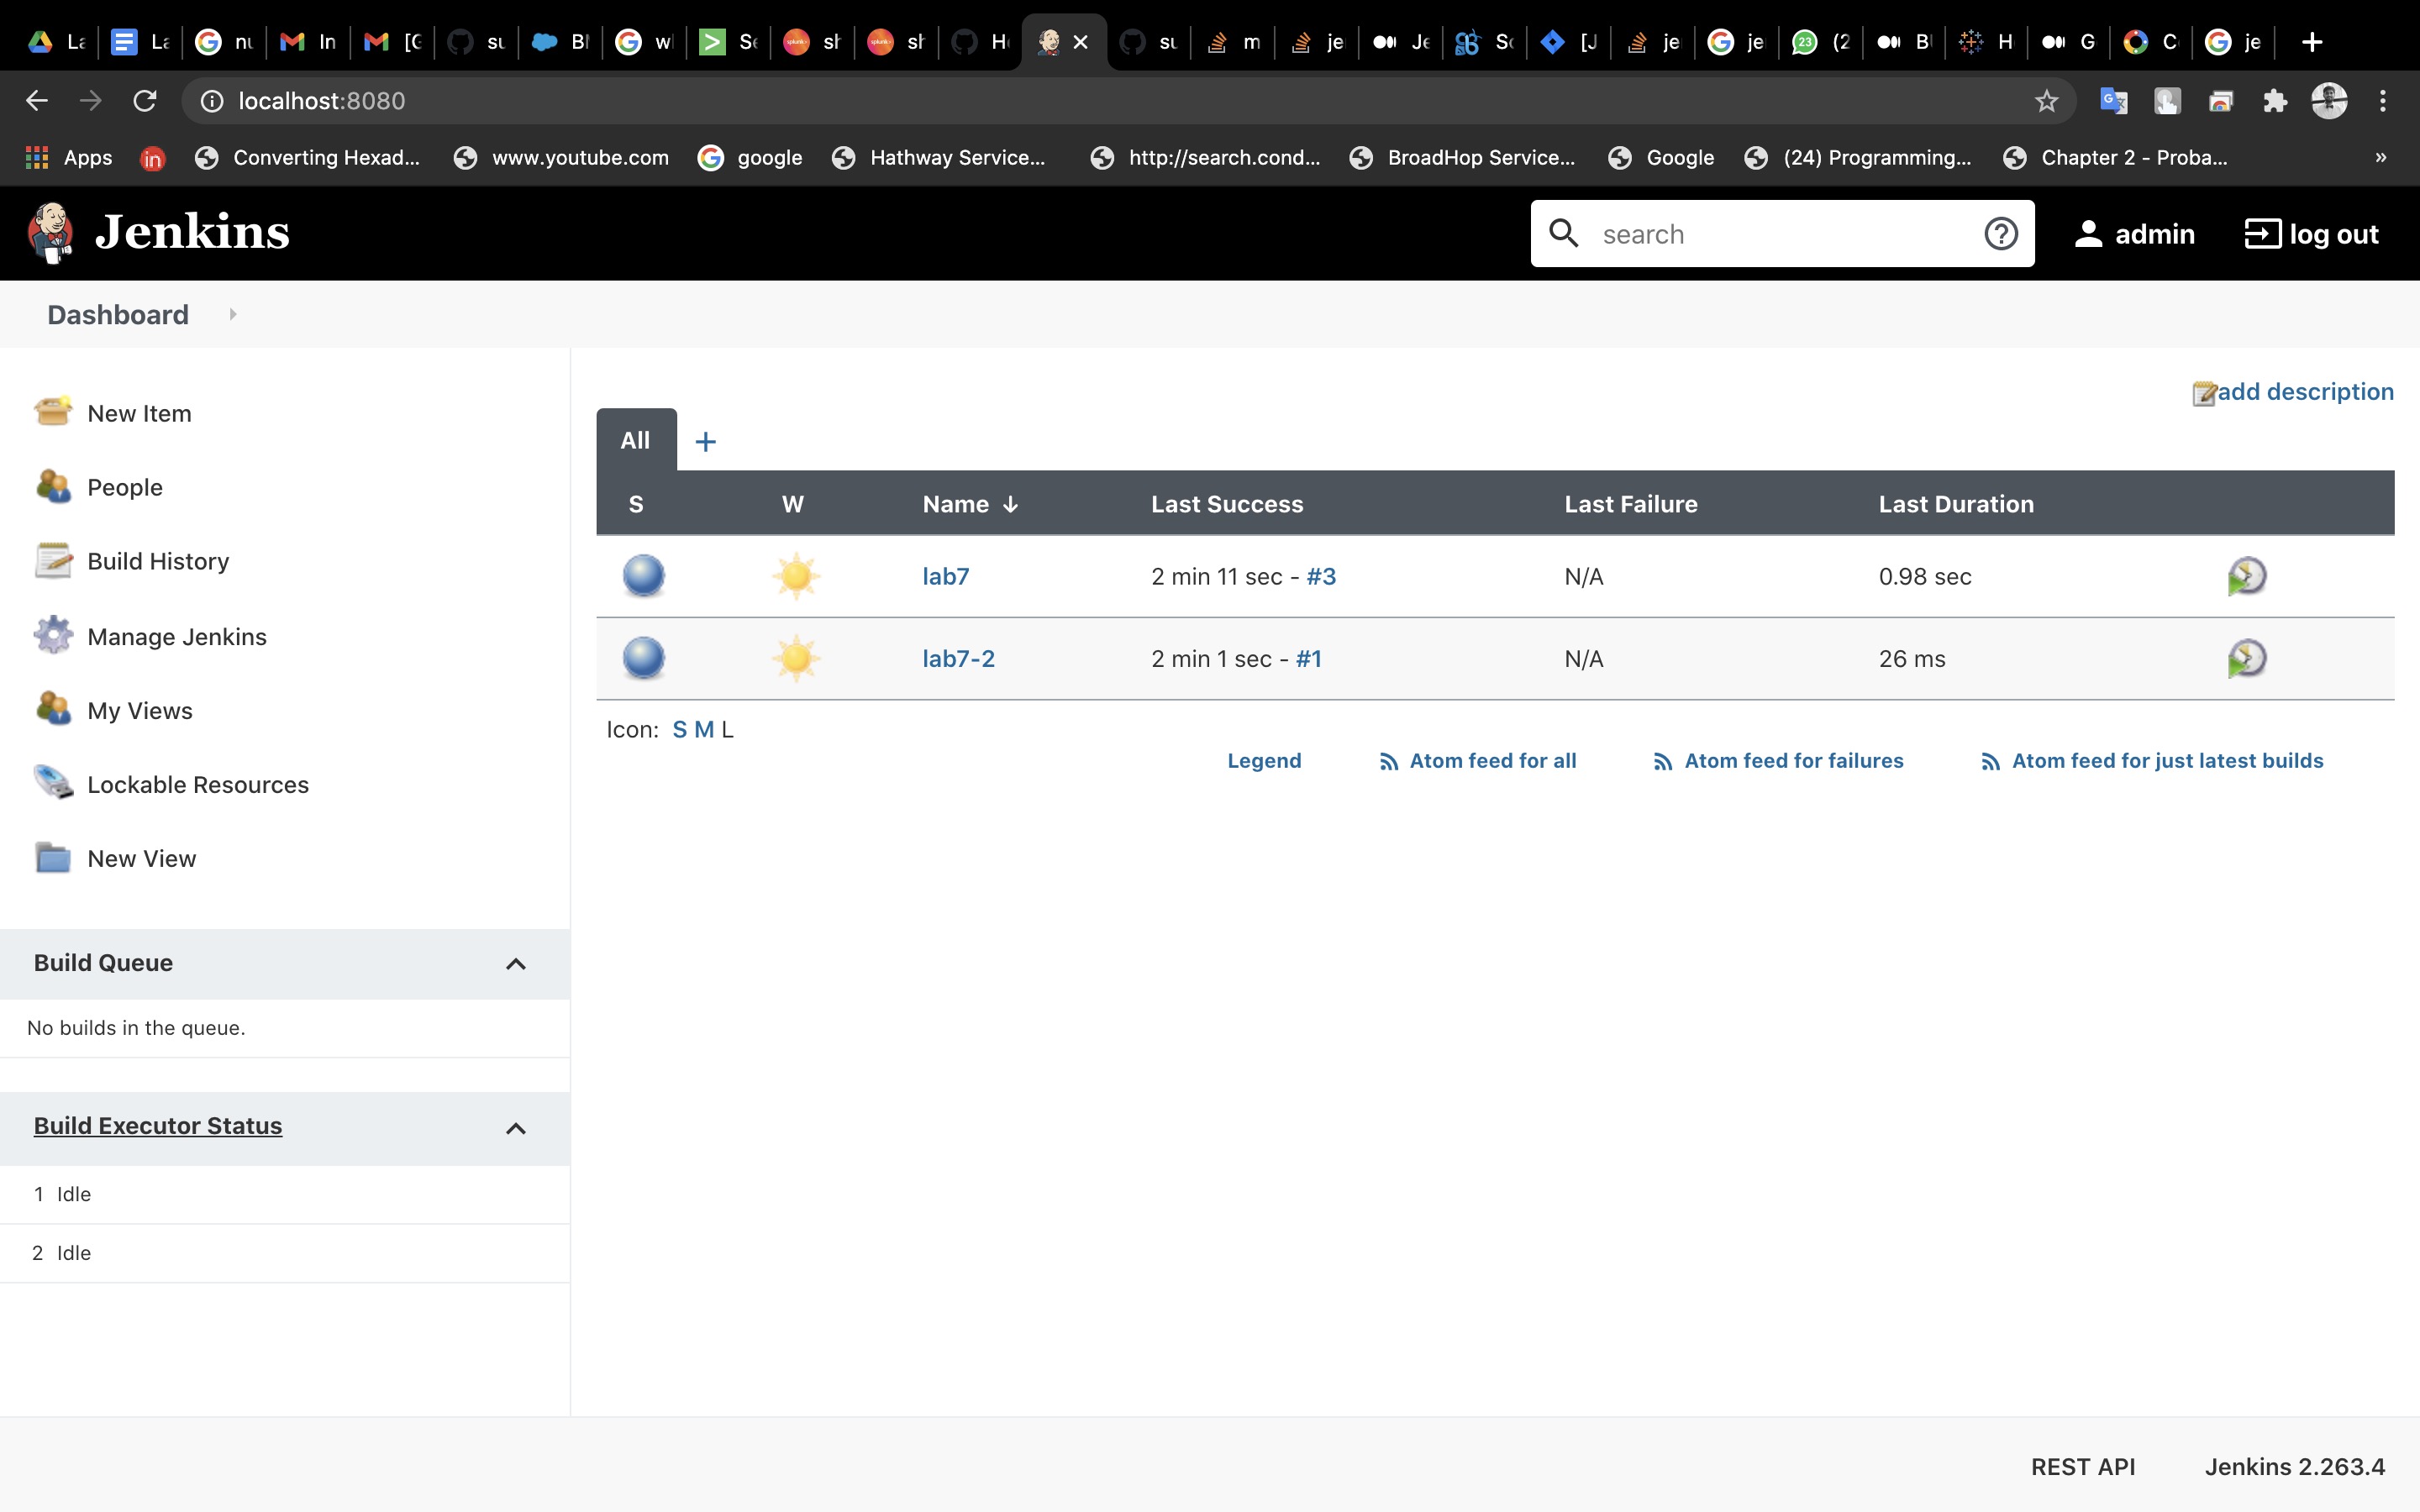 La La nu In [G su Bl wl Se sh sh H su m je Je Sc [J je je (2 Bl H G C je
localhost:8080
Apps Converting Hexad... www.youtube.com google Hathway Service... http://search.cond... BroadHop Service... Google (24) Programming... Chapter 2 - Proba... »
Jenkins search admin log out
Dashboard
add description
New Item
People
Build History
Manage Jenkins
My Views
Lockable Resources
New View
All +
S W Name ↓ Last Success Last Failure Last Duration
lab7 2 min 11 sec - #3 N/A 0.98 sec
lab7-2 2 min 1 sec - #1 N/A 26 ms
Icon: S M L
Legend Atom feed for all Atom feed for failures Atom feed for just latest builds
Build Queue
No builds in the queue.
Build Executor Status
1 Idle
2 Idle
REST API Jenkins 2.263.4